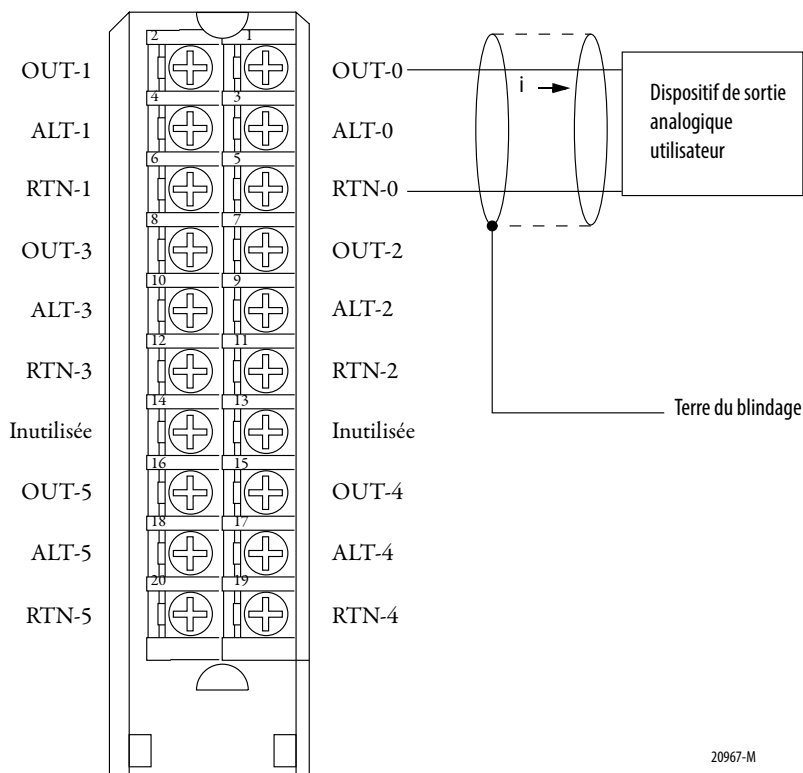 2 1
OUT-1 OUT-0
i
Dispositif de sortie
analogique
utilisateur
4 3
ALT-1 ALT-0
6 5
RTN-1 RTN-0
8 7
OUT-3 OUT-2
10 9
ALT-3 ALT-2
12 11
RTN-3 RTN-2
14 13
Terre du blindage
Inutilisée Inutilisée
16 15
OUT-5 OUT-4
18 17
ALT-5 ALT-4
20 19
RTN-5 RTN-4
20967-M